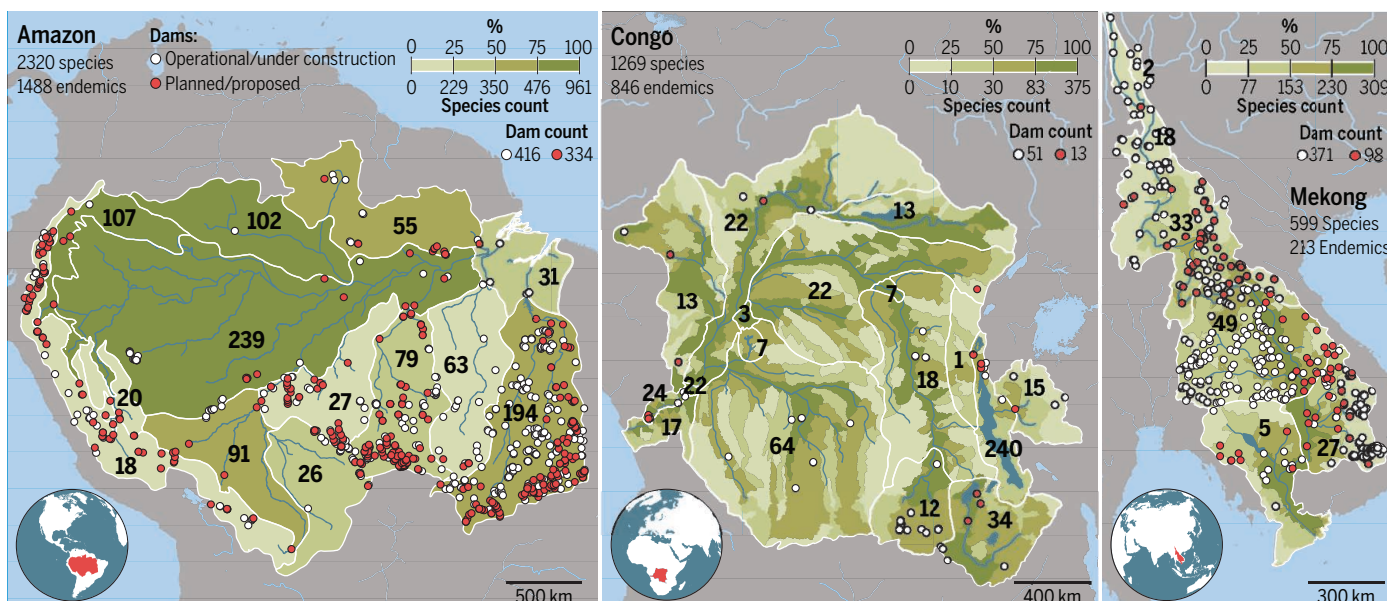 Amazon
2320 species
1488 endemics
Dams:
Operational/under construction
Planned/proposed
%
0 25 50 75 100
0 229 350 476 961
Species count
Dam count
416 334
107
102
55
31
239
79
63
20
27
194
18
91
26
500 km
Congo
1269 species
846 endemics
%
0 25 50 75 100
0 10 30 83 375
Species count
Dam count
51 13
22
13
13
22
7
3
7
18
1
15
24
22
17
64
240
12
34
400 km
%
0 25 50 75 100
0 77 153 230 309
Species count
Dam count
371 98
Mekong
599 Species
213 Endemics
2
18
33
49
5
27
300 km